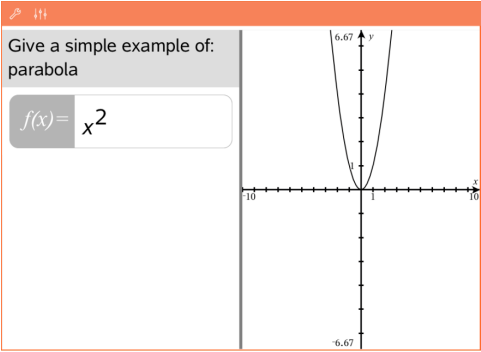 Give a simple example of:
parabola
f(x)= x²
6.67 y
1
x
-10 1 10
-6.67